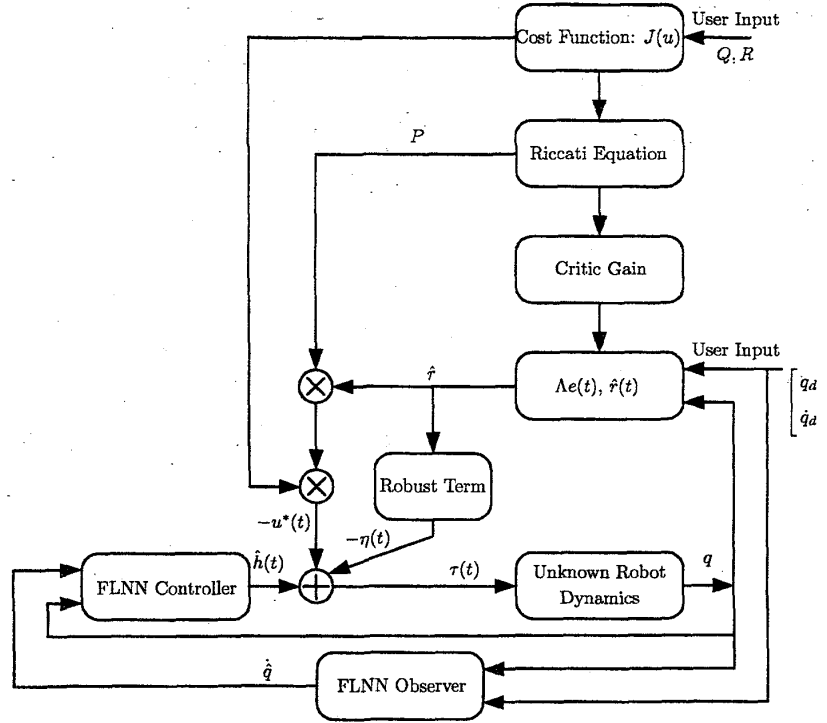 User Input
Cost Function: J(u)
Q, R
P
Riccati Equation
Critic Gain
User Input
r̂
Λe(t), r̂(t)
q_d
q̇_d
Robust Term
−u*(t)
−η(t)
ĥ(t)
τ(t)
q
FLNN Controller
Unknown Robot
Dynamics
q̂̇
FLNN Observer